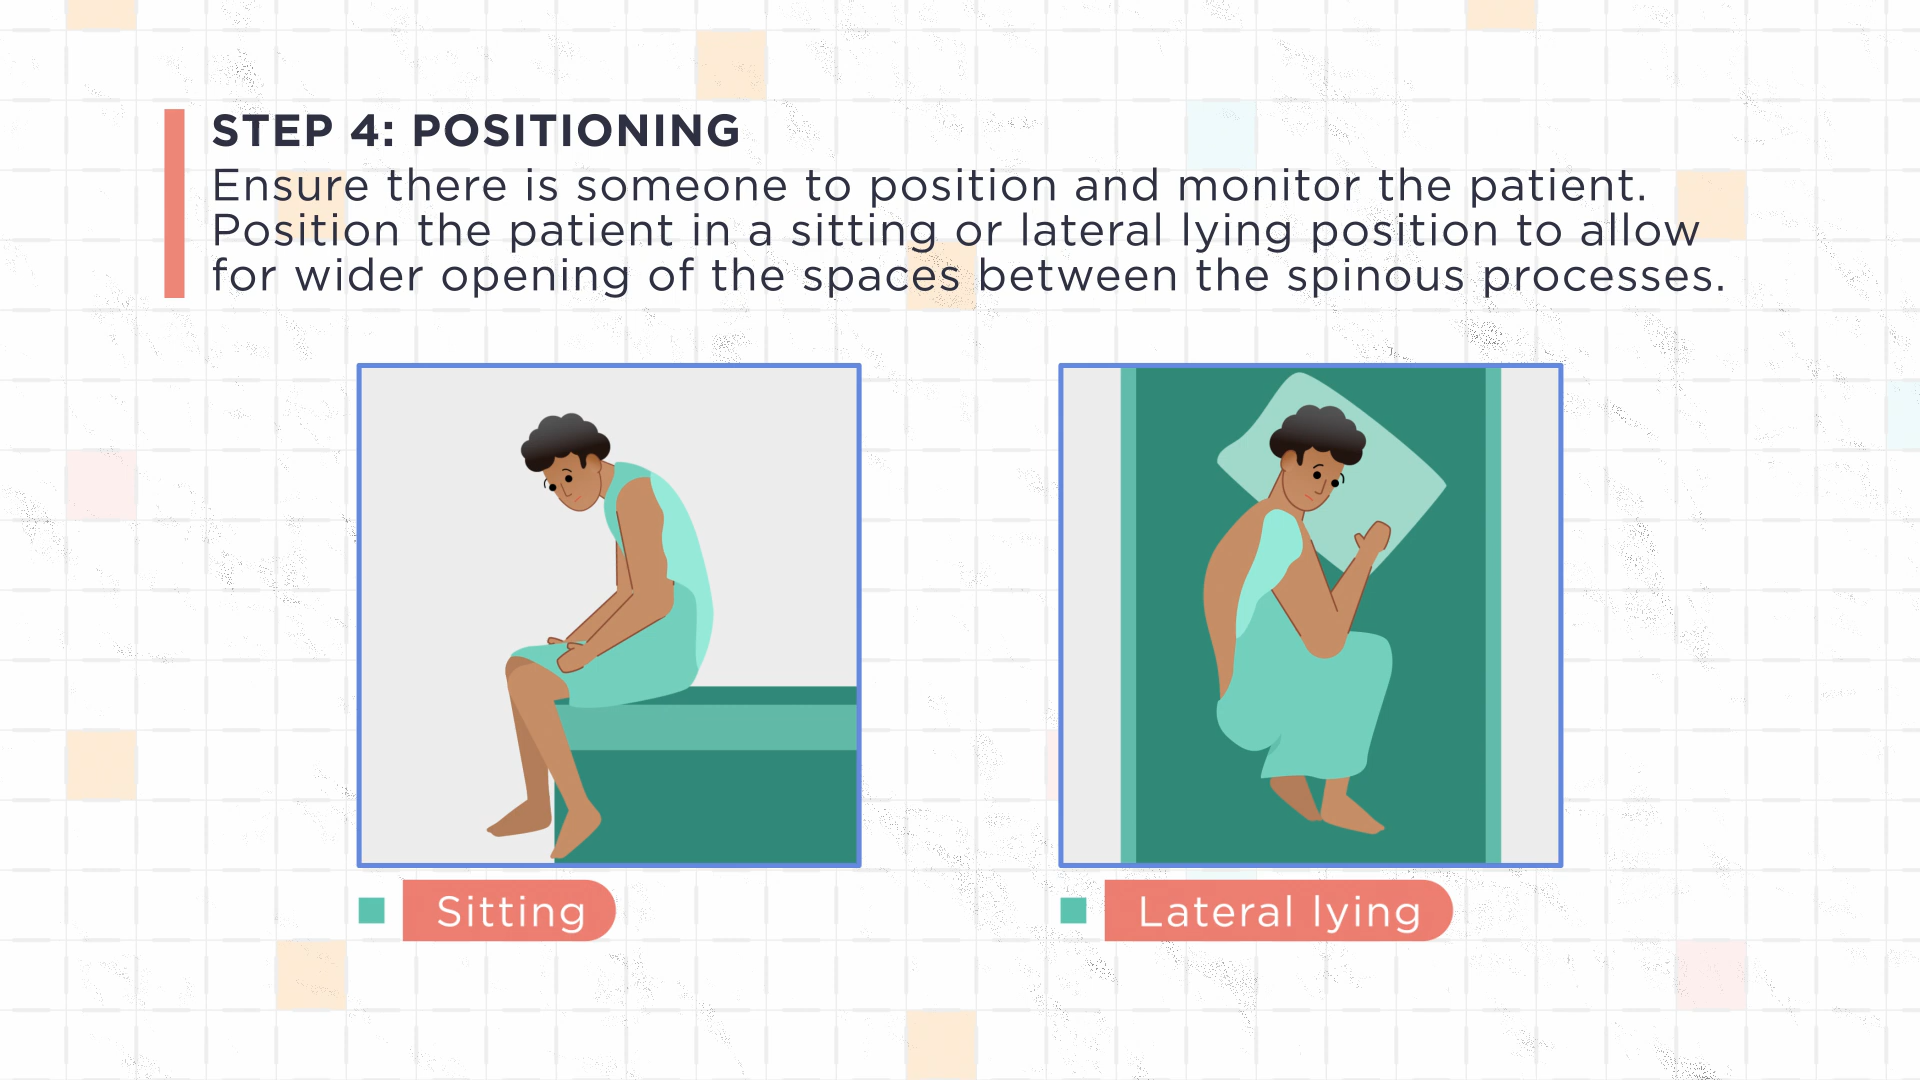 STEP 4: POSITIONING
Ensure there is someone to position and monitor the patient.
Position the patient in a sitting or lateral lying position to allow
for wider opening of the spaces between the spinous processes.
Sitting
Lateral lying